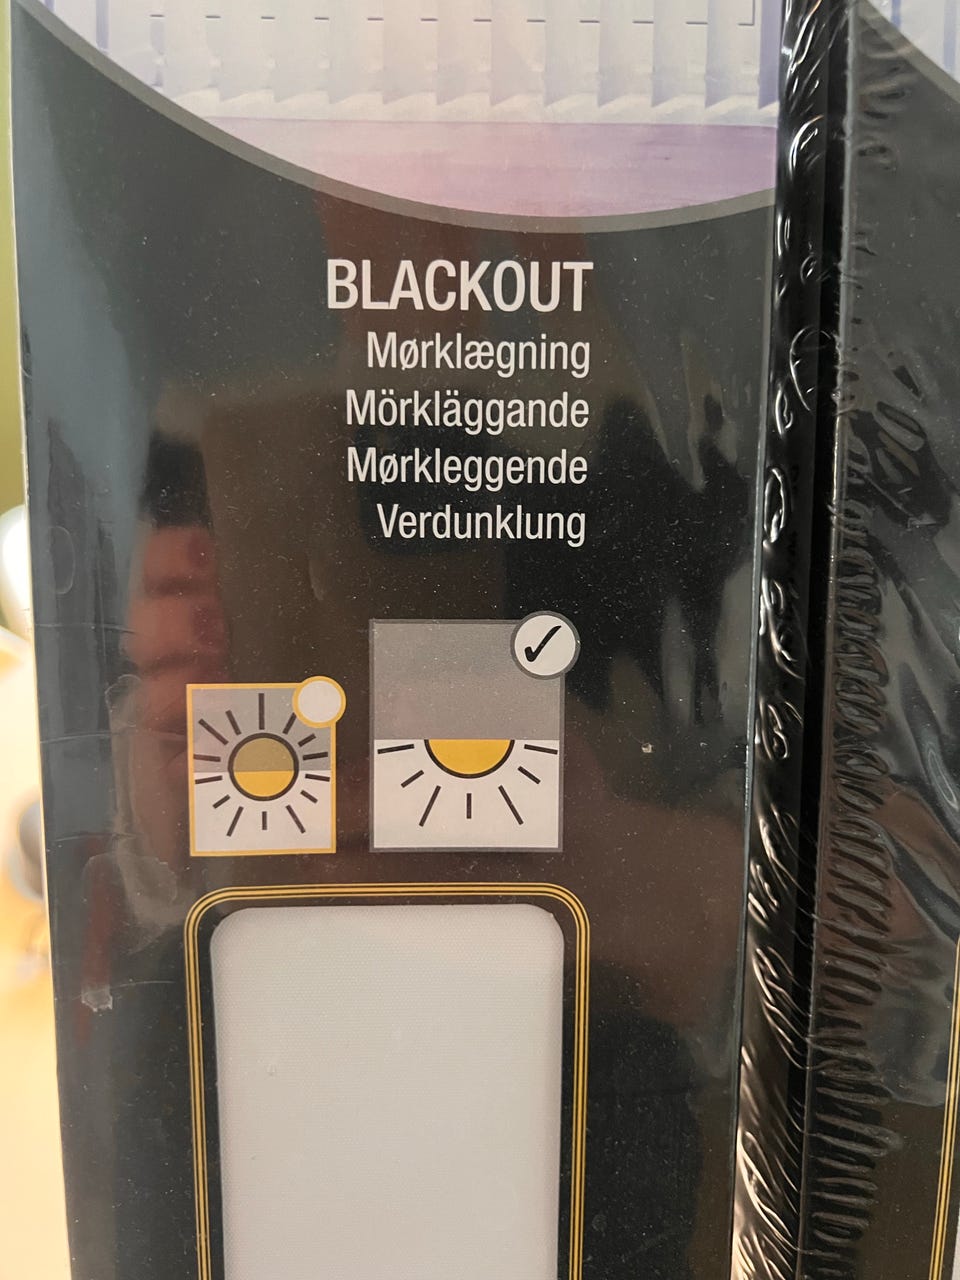 BLACKOUT
Mørklægning
Mörkläggande
Mørkleggende
Verdunklung